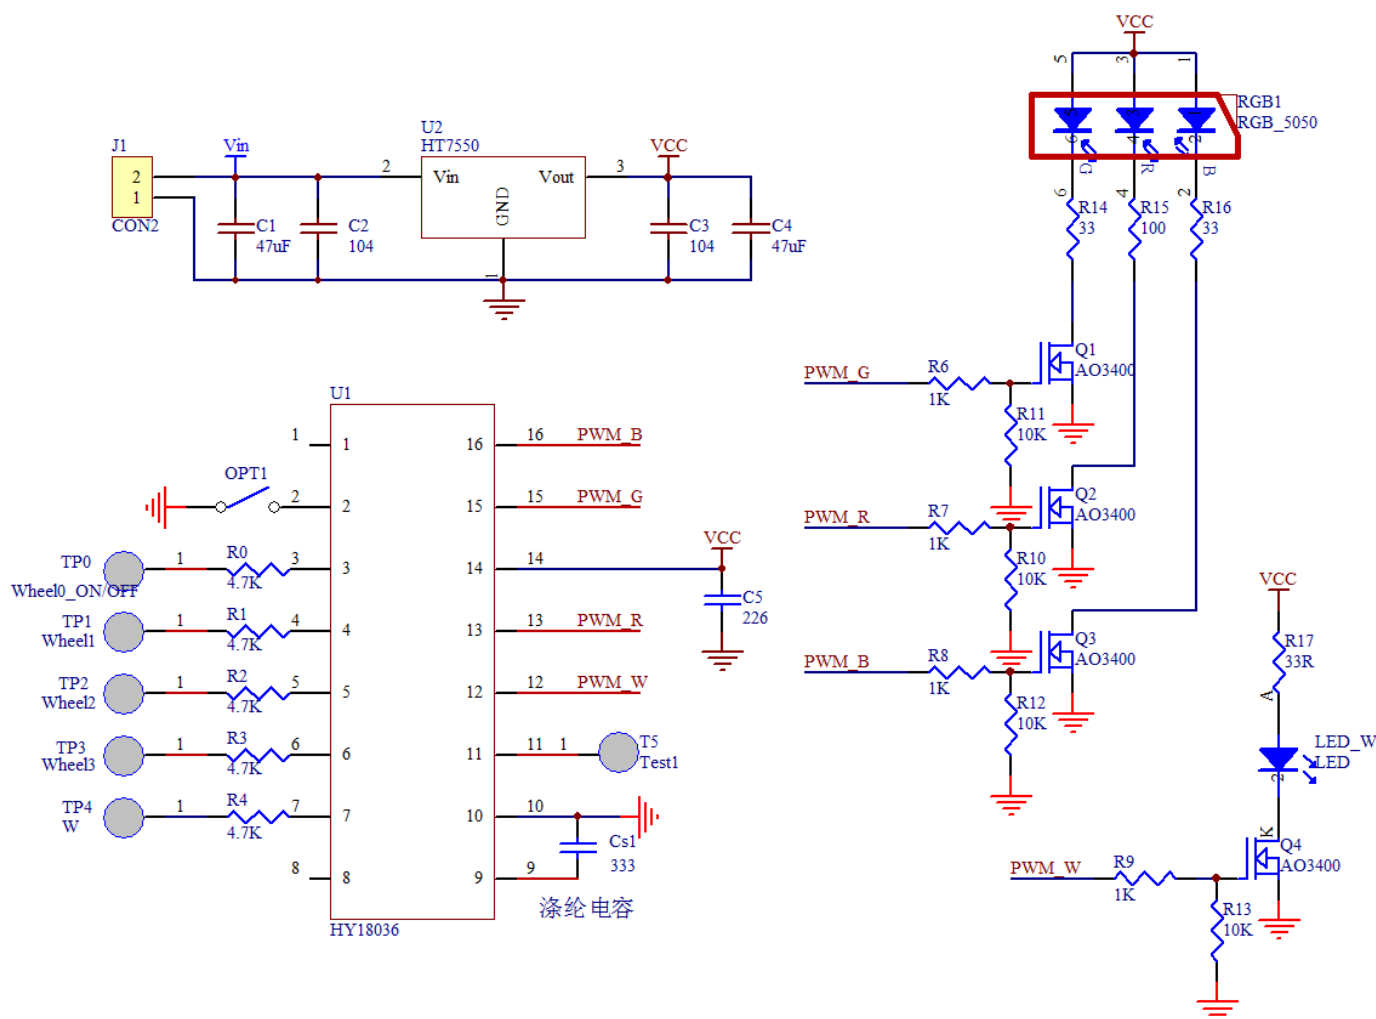 VCC
5
3
1
RGB1
RGB_5050
5
3
1
6
4
2
G
R
B
6
4
2
R14
33
R15
100
R16
33
J1
2
1
CON2
Vin
C1
47uF
C2
104
2
U2
HT7550
Vin
Vout
GND
1
3
VCC
C3
104
C4
47uF
PWM_G
R6
1K
R11
10K
Q1
AO3400
PWM_R
R7
1K
R10
10K
Q2
AO3400
PWM_B
R8
1K
R12
10K
Q3
AO3400
U1
1
1
16
16
PWM_B
OPT1
2
2
15
15
PWM_G
TP0
Wheel0_ON/OFF
1
R0
4.7K
3
3
14
14
VCC
C5
226
TP1
Wheel1
1
R1
4.7K
4
4
13
13
PWM_R
TP2
Wheel2
1
R2
4.7K
5
5
12
12
PWM_W
TP3
Wheel3
1
R3
4.7K
6
6
11
11
1
T5
Test1
TP4
W
1
R4
4.7K
7
7
10
10
Cs1
333
8
8
9
9
涤纶电容
HY18036
VCC
R17
33R
A
LED_W
LED
2
K
Q4
AO3400
PWM_W
R9
1K
R13
10K